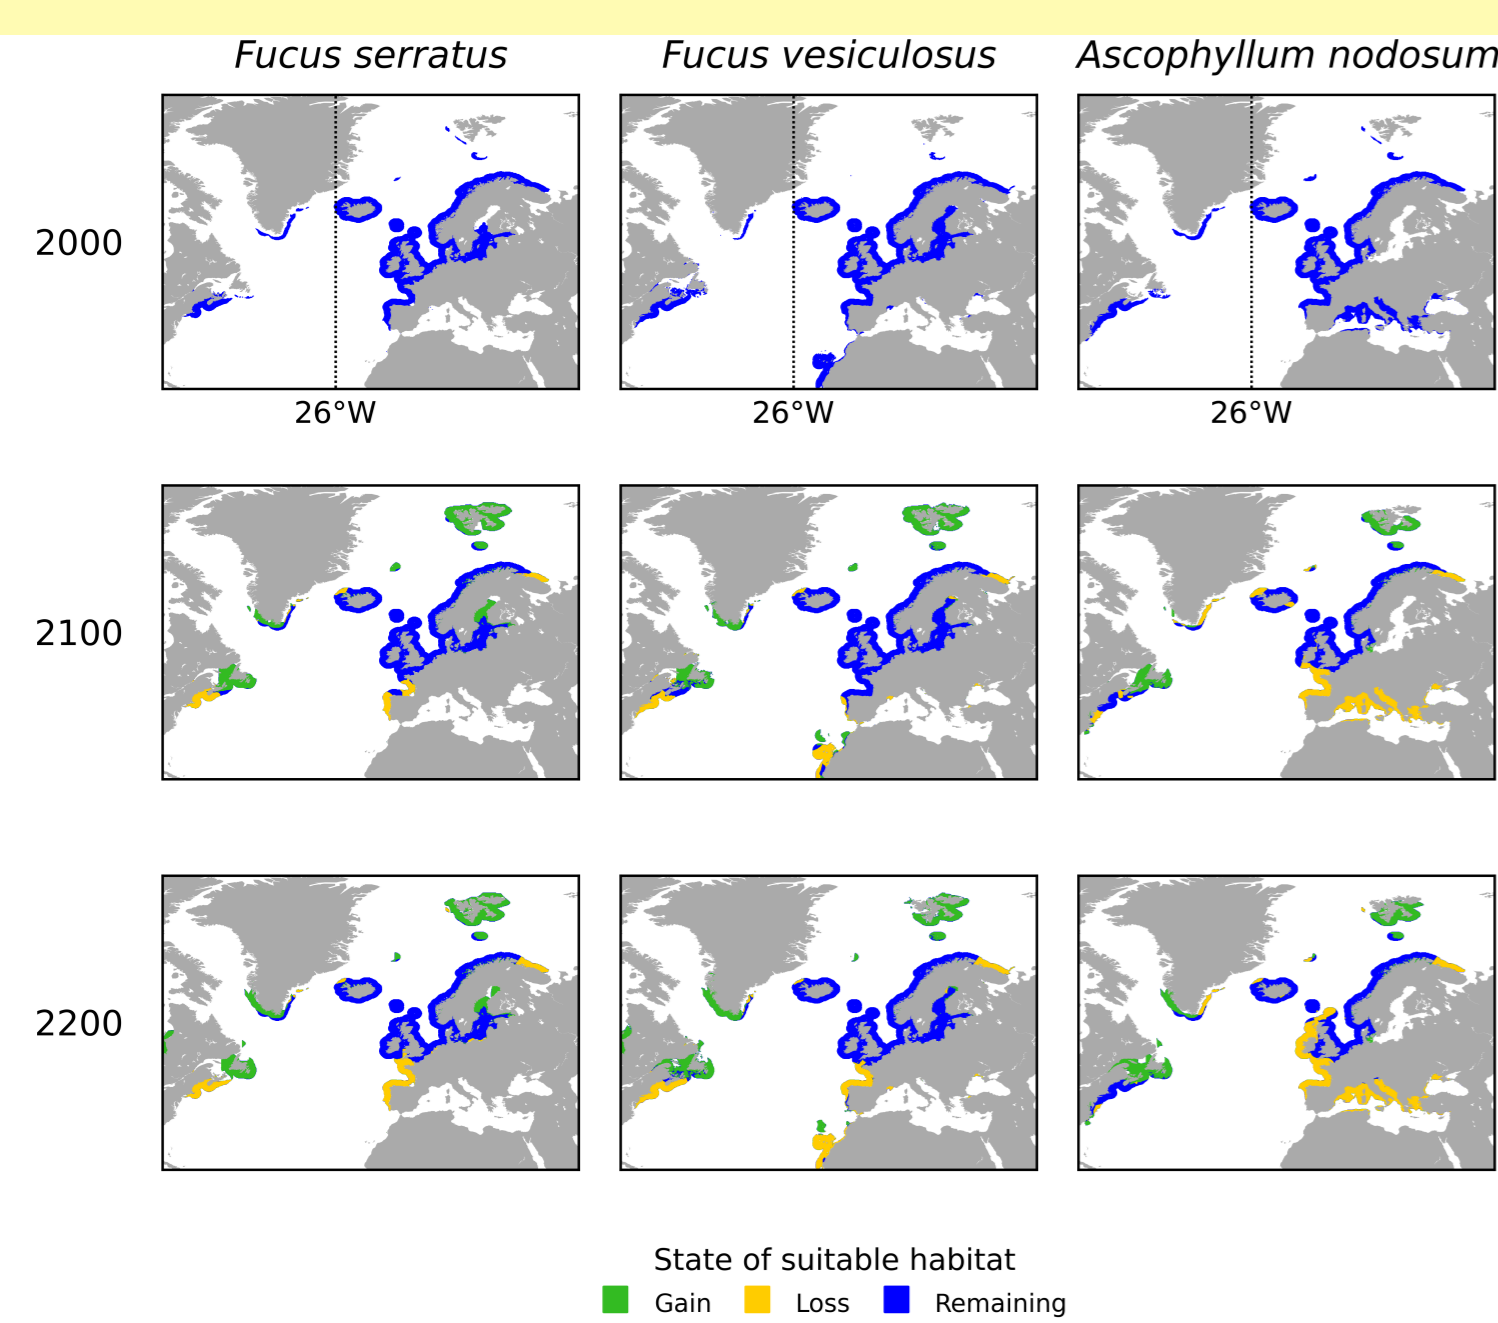 Fucus serratus Fucus vesiculosus Ascophyllum nodosum
2000
26°W 26°W 26°W
2100
2200
State of suitable habitat
Gain Loss Remaining